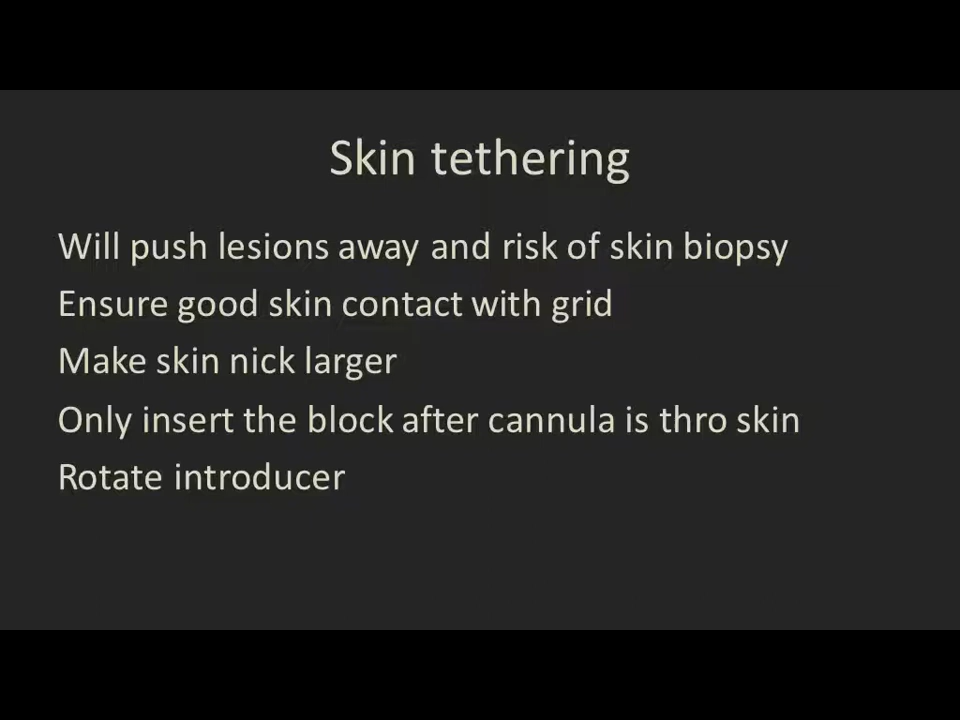 Skin tethering
Will push lesions away and risk of skin biopsy
Ensure good skin contact with grid
Make skin nick larger
Only insert the block after cannula is thro skin
Rotate introducer